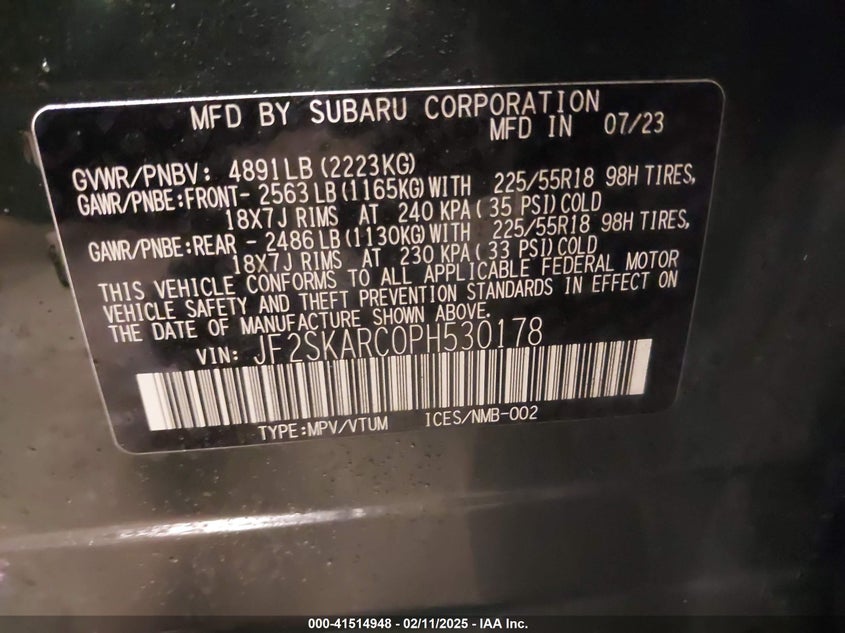 MFD BY SUBARU CORPORATION
MFD IN 07/23
GVWR/PNBV: 4891LB(2223KG)
GAWR/PNBE:FRONT- 2563LB(1165KG)WITH 225/55R18 98H TIRES,
18X7J RIMS AT 240 KPA( 35 PSI)COLD
GAWR/PNBE:REAR - 2486LB(1130KG)WITH 225/55R18 98H TIRES,
18X7J RIMS AT 230 KPA( 33 PSI)COLD
THIS VEHICLE CONFORMS TO ALL APPLICABLE FEDERAL MOTOR
VEHICLE SAFETY AND THEFT PREVENTION STANDARDS IN EFFECT ON
THE DATE OF MANUFACTURE SHOWN ABOVE.
VIN: JF2SKARC0PH530178
TYPE:MPV/VTUM ICES/NMB-002
000-41514948 - 02/11/2025 - IAA Inc.